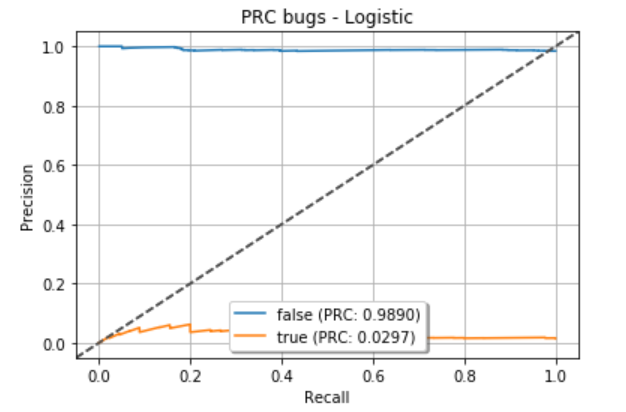 PRC bugs - Logistic
1.0
0.8
0.6
0.4
0.2
0.0
Precision
false (PRC: 0.9890)
true (PRC: 0.0297)
0.0 0.2 0.4 0.6 0.8 1.0
Recall